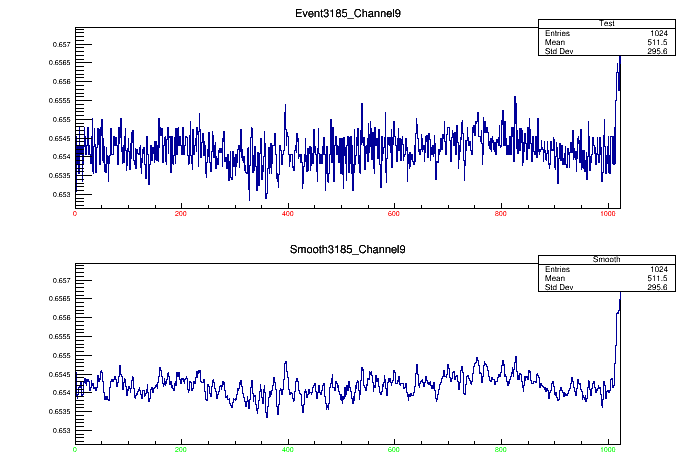 Event3185_Channel9
Test
Entries 1024
Mean 511.5
Std Dev 295.6
0.657
0.6565
0.656
0.6555
0.655
0.6545
0.654
0.6535
0.653
0 200 400 600 800 1000
Smooth3185_Channel9
Smooth
Entries 1024
Mean 511.5
Std Dev 295.6
0.657
0.6565
0.656
0.6555
0.655
0.6545
0.654
0.6535
0.653
0 200 400 600 800 1000